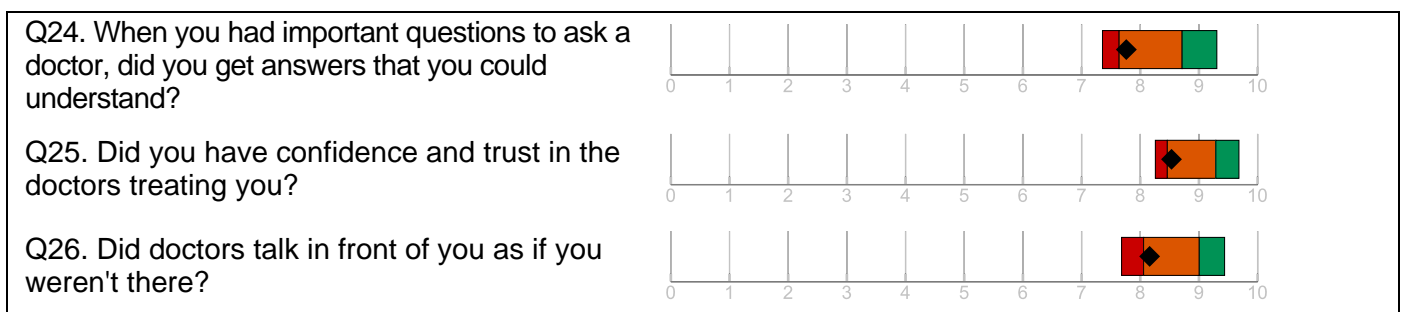 Q24. When you had important questions to ask a
doctor, did you get answers that you could
understand?
0 1 2 3 4 5 6 7 8 9 10
Q25. Did you have confidence and trust in the
doctors treating you?
0 1 2 3 4 5 6 7 8 9 10
Q26. Did doctors talk in front of you as if you
weren't there?
0 1 2 3 4 5 6 7 8 9 10